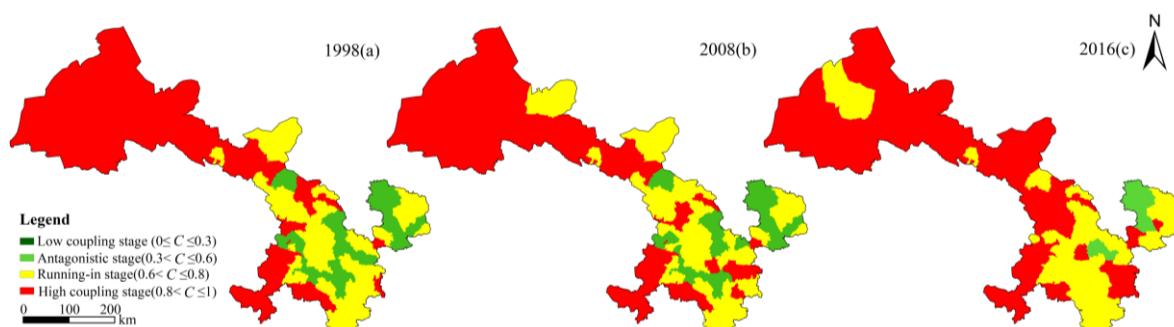 N
1998(a)
2008(b)
2016(c)
Legend
Low coupling stage (0≤ C ≤0.3)
Antagonistic stage(0.3< C ≤0.6)
Running-in stage(0.6< C ≤0.8)
High coupling stage(0.8< C ≤1)
0 100 200
km